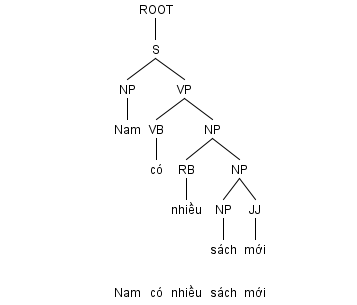 ROOT
S
NP VP
Nam VB NP
có RB NP
nhiều NP JJ
sách mới
Nam có nhiều sách mới